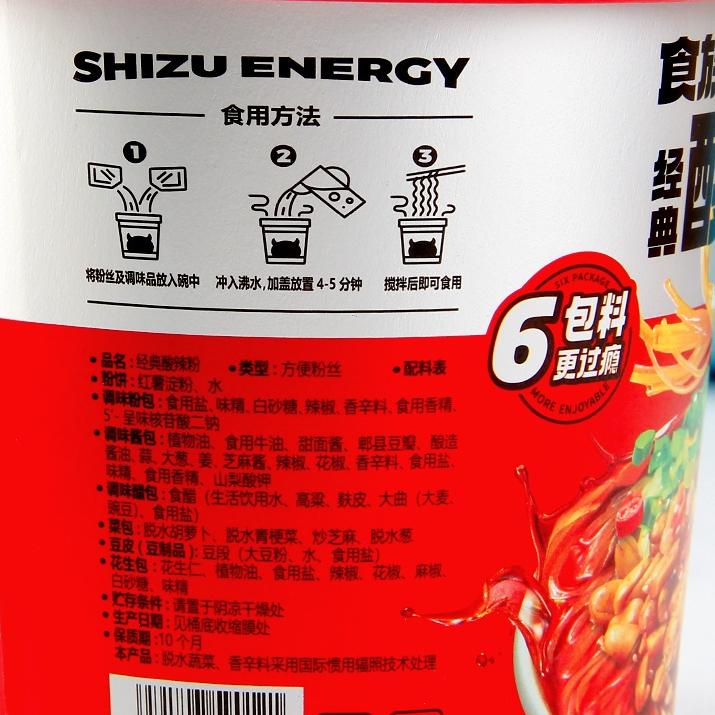 SHIZU ENERGY
食用方法
1 2 3
将粉丝及调味品放入碗中 冲入沸水,加盖放置 4-5 分钟 搅拌后即可食用
食族
经典酉
SIX PACKAGE
6 包料
更过瘾
MORE ENJOYABLE
•品名:经典酸辣粉 •类型:方便粉丝 •配料表
•粉饼:红薯淀粉、水
•调味粉包:食用盐、味精、白砂糖、辣椒、香辛料、食用香精、
5'-呈味核苷酸二钠
•调味酱包:植物油、食用牛油、甜面酱、郫县豆瓣、酿造
酱油、蒜、大葱、姜、芝麻酱、辣椒、花椒、香辛料、食用盐、
味精、食用香精、山梨酸钾
•调味醋包:食醋(生活饮用水、高粱、麸皮、大曲(大麦、
豌豆)、食用盐)
•菜包:脱水胡萝卜、脱水青梗菜、炒芝麻、脱水葱
•豆皮(豆制品):豆段(大豆粉、水、食用盐)
•花生包:花生仁、植物油、食用盐、辣椒、花椒、麻椒、
白砂糖、味精
•贮存条件:请置于阴凉干燥处
•生产日期:见桶底收缩膜处
•保质期:10个月
本产品:脱水蔬菜、香辛料采用国际惯用辐照技术处理